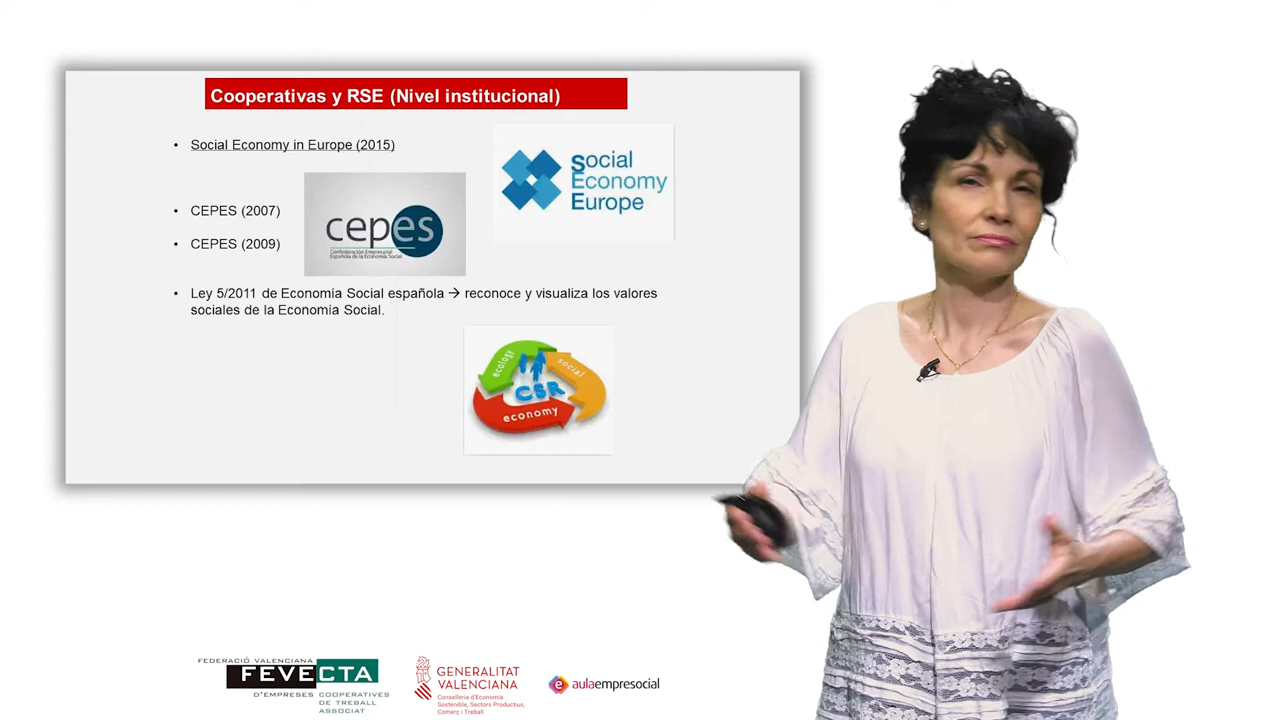 Cooperativas y RSE (Nivel institucional)
• Social Economy in Europe (2015)
Social
Economy
Europe
• CEPES (2007)
• CEPES (2009)
cepes
Confederación Empresarial
Española de la Economía Social
• Ley 5/2011 de Economía Social española → reconoce y visualiza los valores
sociales de la Economía Social.
ecology
social
CSR
economy
FEDERACIÓ VALENCIANA
FEVECTA
D'EMPRESES COOPERATIVES
DE TREBALL
ASSOCIAT
GENERALITAT
VALENCIANA
Conselleria d'Economia
Sostenible, Sectors Productius,
Comerç i Treball
e aulaempresocial